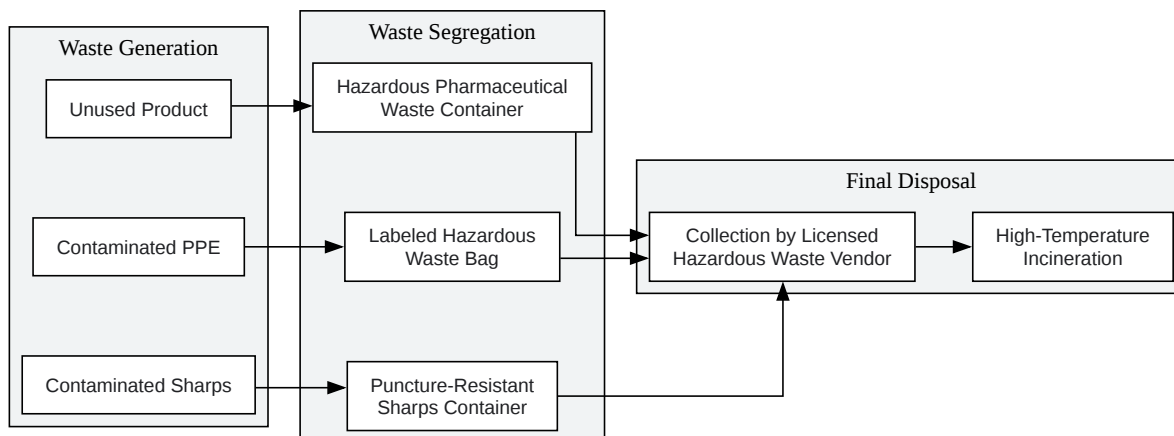 Waste Generation
Unused Product
Contaminated PPE
Contaminated Sharps
Waste Segregation
Hazardous Pharmaceutical
Waste Container
Labeled Hazardous
Waste Bag
Puncture-Resistant
Sharps Container
Final Disposal
Collection by Licensed
Hazardous Waste Vendor
High-Temperature
Incineration